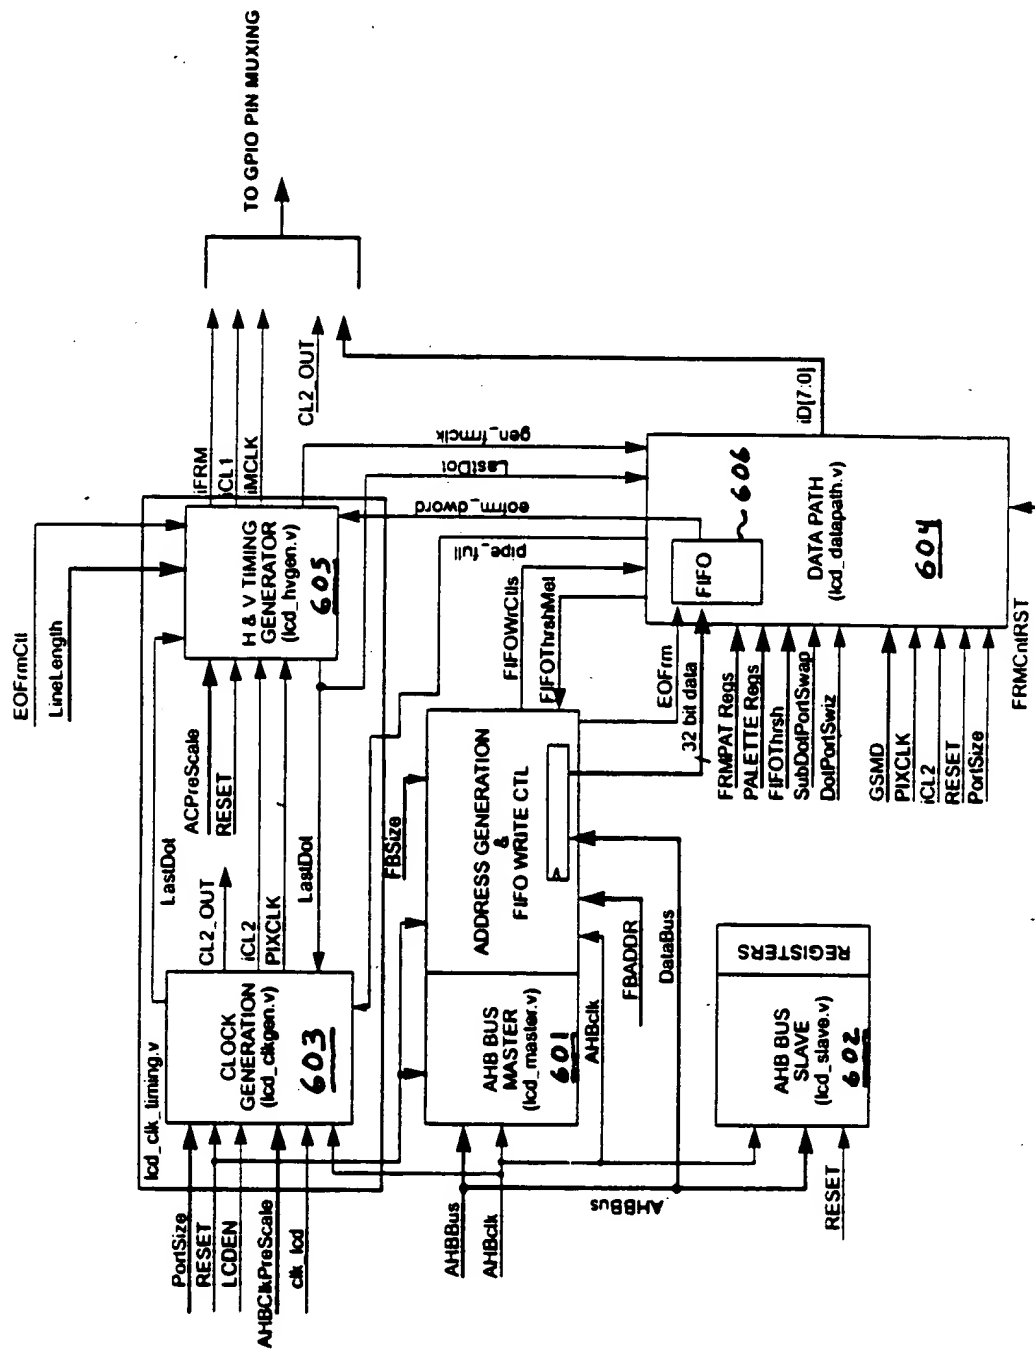 TO GPIO PIN MUXING
EOFrmCtl
LineLength
iFRM
iCL1
iMCLK
CL2_OUT
lcd_clk_timing.v
LastDot
ACPreScale
RESET
H & V TIMING
GENERATOR
(lcd_hvgen.v)
605
CL2_OUT
iCL2
PIXCLK
LastDot
PortSize
RESET
LCDEN
AHBClkPreScale
clk_lcd
CLOCK
GENERATION
(lcd_clkgen.v)
603
gen_frmclk
LastDot
eofrm_dword
pipe_full
FBSize
FIFOWrCtls
FIFOThrshMet
EOFrm
32 bit data
ADDRESS GENERATION
&
FIFO WRITE CTL
AHBBus
AHBclk
AHB BUS
MASTER
(lcd_master.v)
601
AHBclk
FBADDR
DataBus
AHBBus
RESET
AHB BUS
SLAVE
(lcd_slave.v)
602
REGISTERS
FIFO
606
DATA PATH
(lcd_datapath.v)
604
iD[7:0]
FRMPAT Regs
PALETTE Regs
FIFOThrsh
SubDotPortSwap
DotPortSwiz
GSMD
PIXCLK
iCL2
RESET
PortSize
FRMCntRST